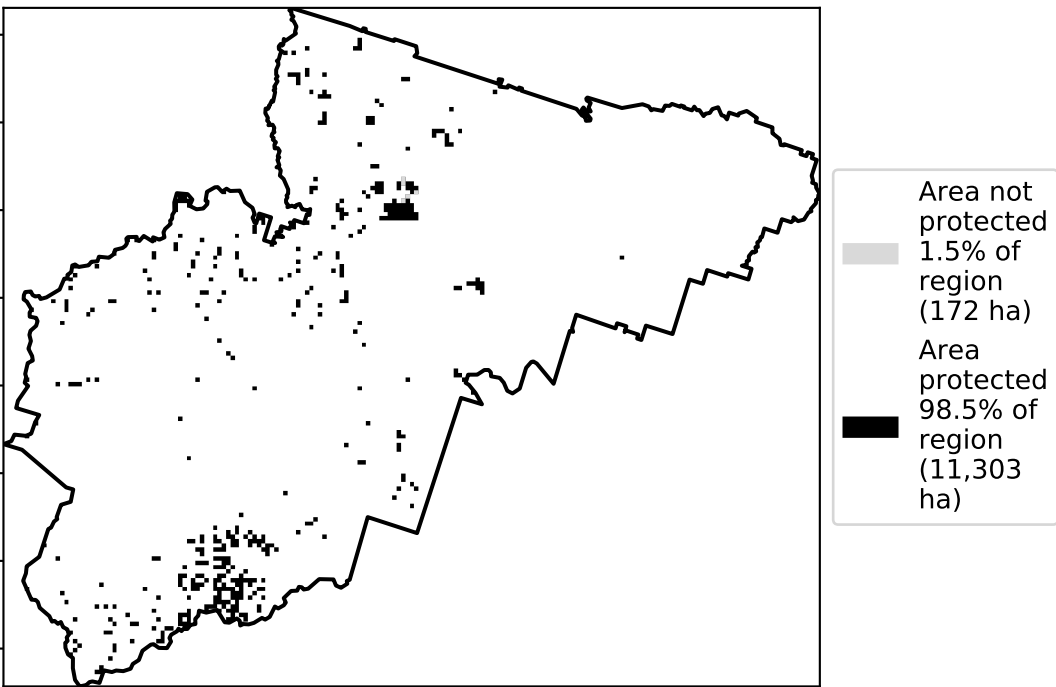 Area not
protected
1.5% of
region
(172 ha)
Area
protected
98.5% of
region
(11,303
ha)